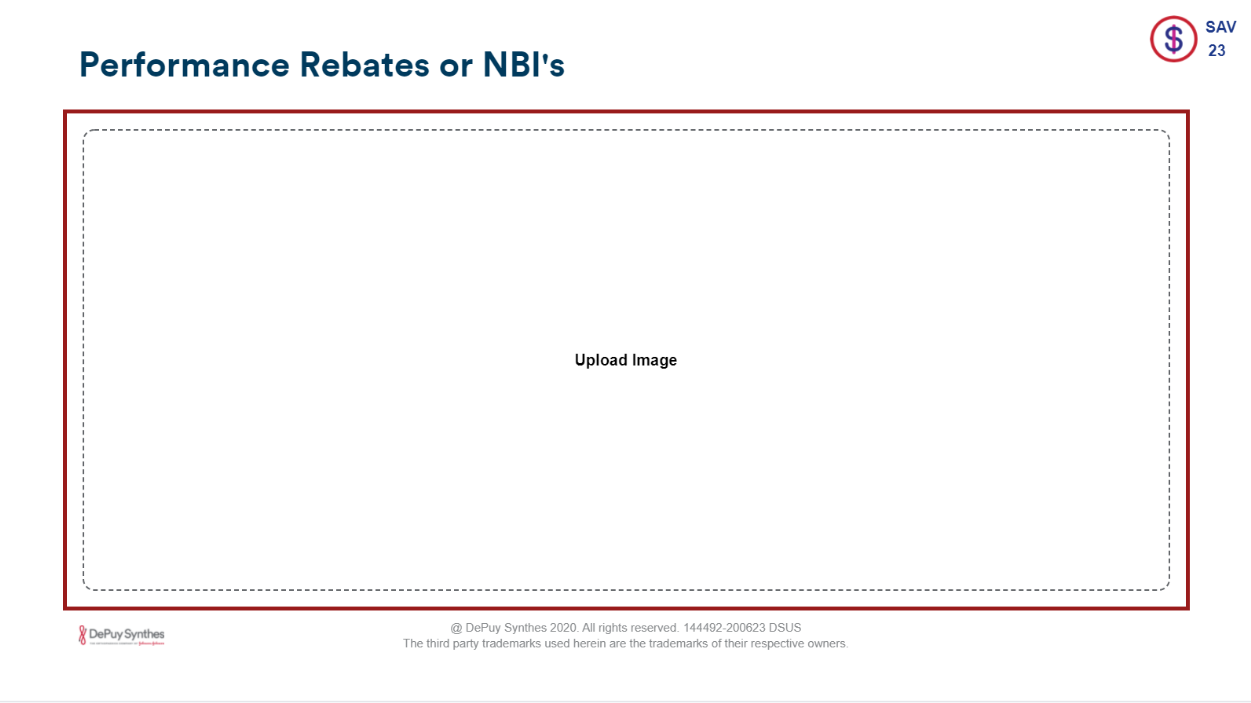 SAV
23
Performance Rebates or NBI's
Upload Image
DePuy Synthes
@ DePuy Synthes 2020. All rights reserved. 144492-200623 DSUS
The third party trademarks used herein are the trademarks of their respective owners.